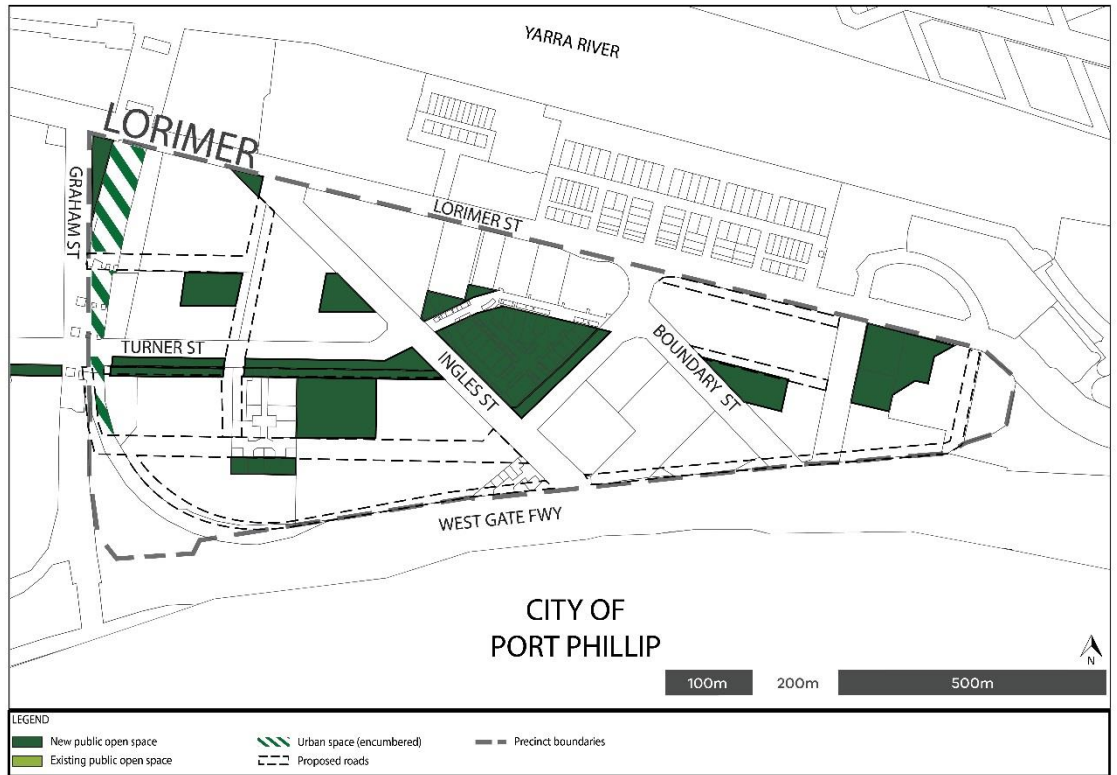 YARRA RIVER
LORIMER
GRAHAM ST
LORIMER ST
TURNER ST
INGLES ST
BOUNDARY ST
WEST GATE FWY
CITY OF
PORT PHILLIP
N
100m 200m 500m
LEGEND
New public open space Urban space (encumbered) Precinct boundaries
Existing public open space Proposed roads